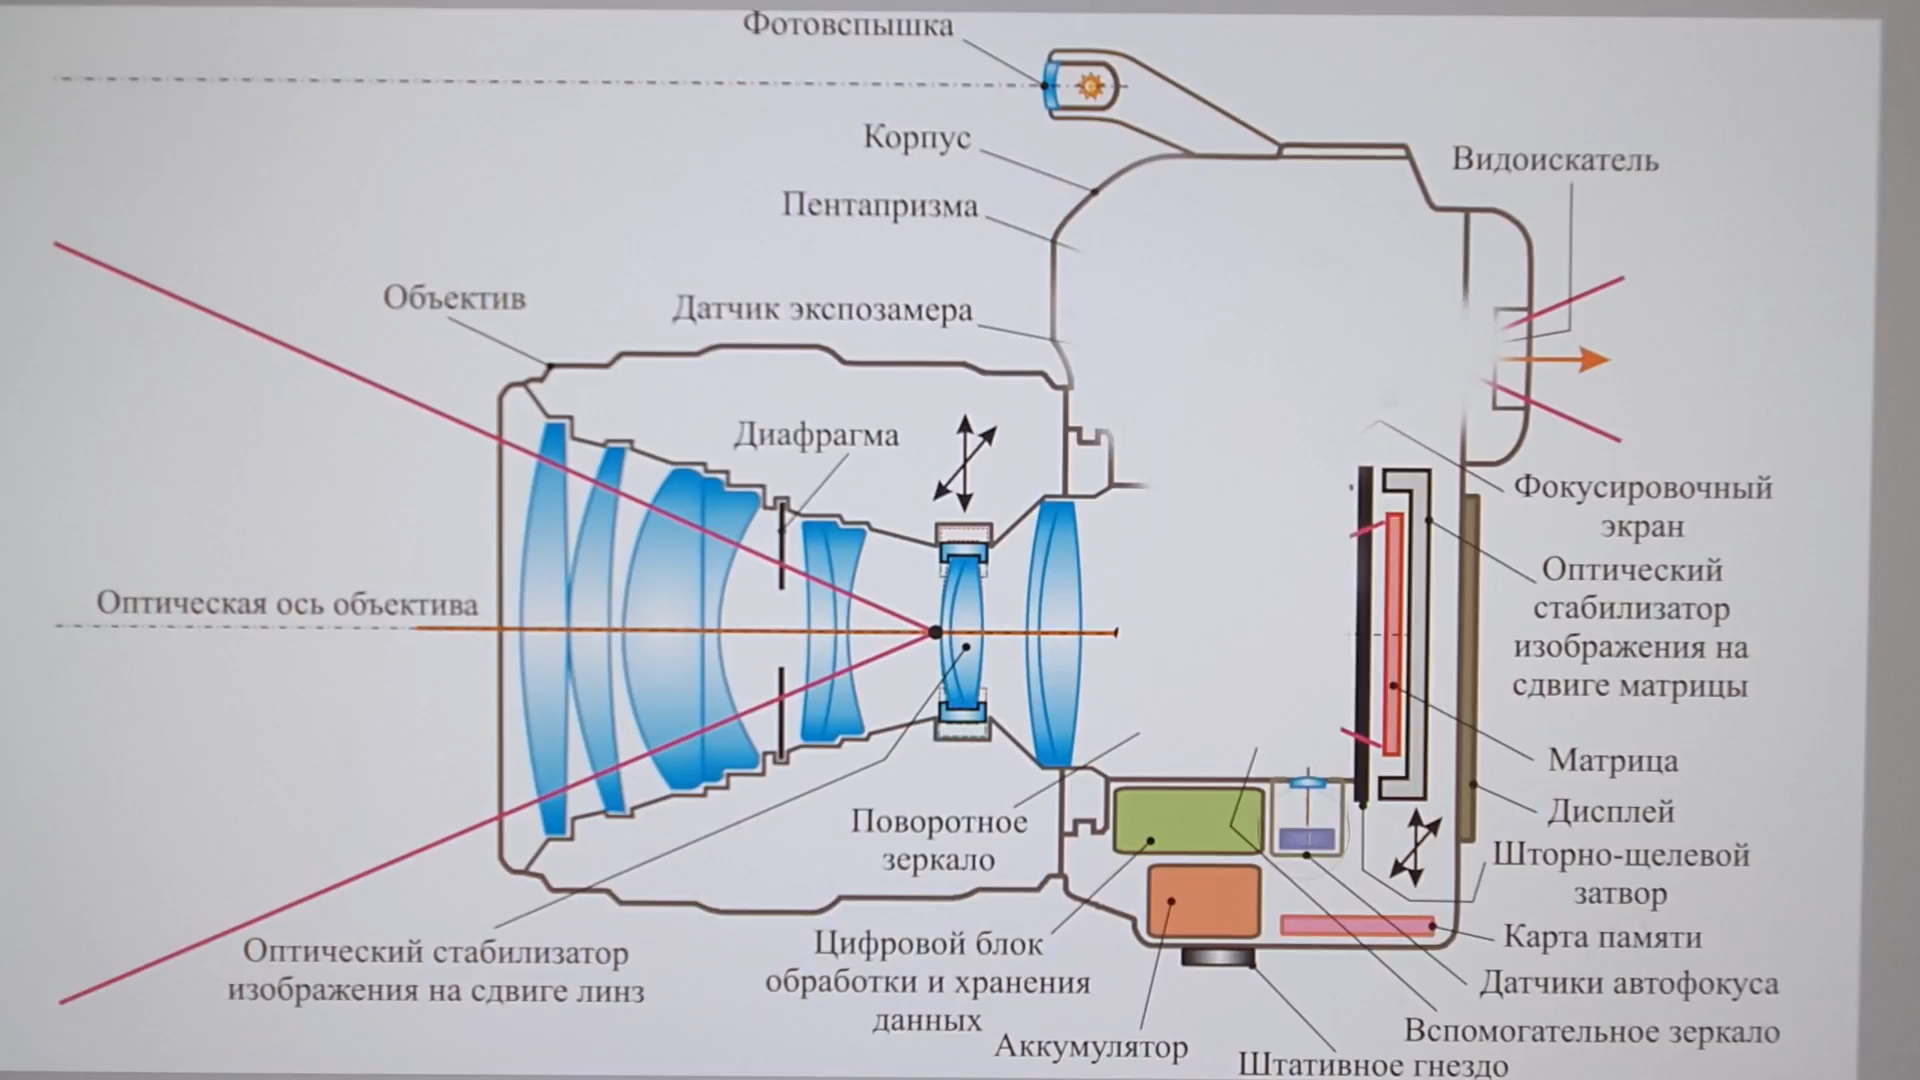 Фотовспышка
Корпус
Видоискатель
Пентапризма
Объектив
Датчик экспозамера
Диафрагма
Фокусировочный
экран
Оптический
стабилизатор
изображения на
сдвиге матрицы
Оптическая ось объектива
Матрица
Дисплей
Поворотное
зеркало
Шторно-щелевой
затвор
Карта памяти
Оптический стабилизатор
изображения на сдвиге линз
Цифровой блок
обработки и хранения
данных
Датчики автофокуса
Вспомогательное зеркало
Аккумулятор
Штативное гнездо